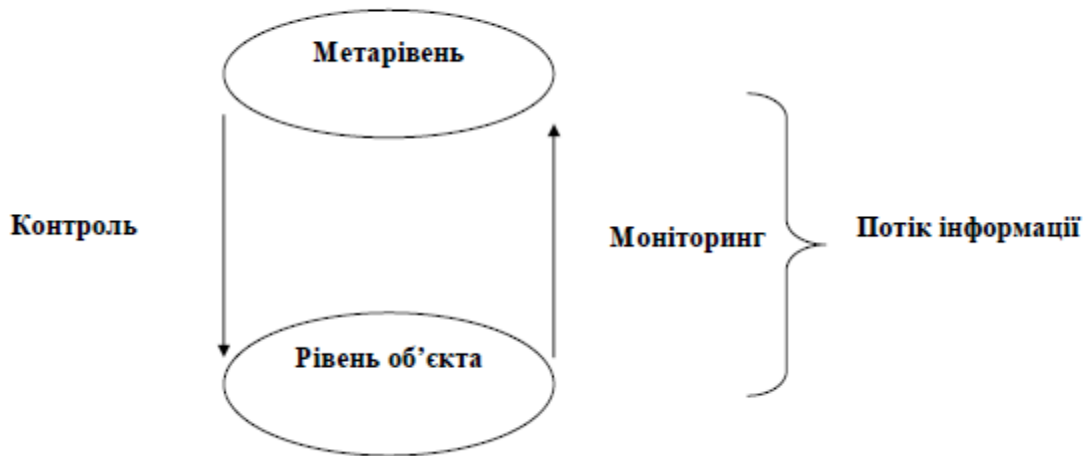 Метарівень
Контроль
Моніторинг
Потік інформації
Рівень об’єкта